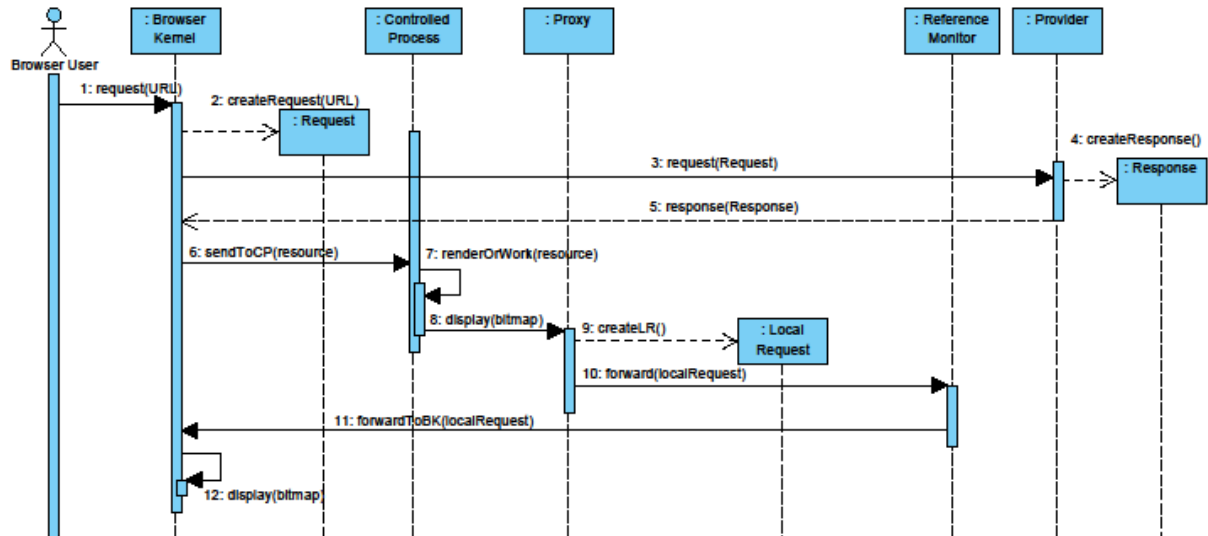 : Browser
Kernel
: Controlled
Process
: Proxy
: Reference
Monitor
: Provider
Browser User
1: request(URL)
2: createRequest(URL)
: Request
3: request(Request)
4: createResponse()
: Response
5: response(Response)
6: sendToCP(resource)
7: renderOrWork(resource)
8: display(bitmap)
9: createLR()
: Local
Request
10: forward(localRequest)
11: forwardToBK(localRequest)
12: display(bitmap)